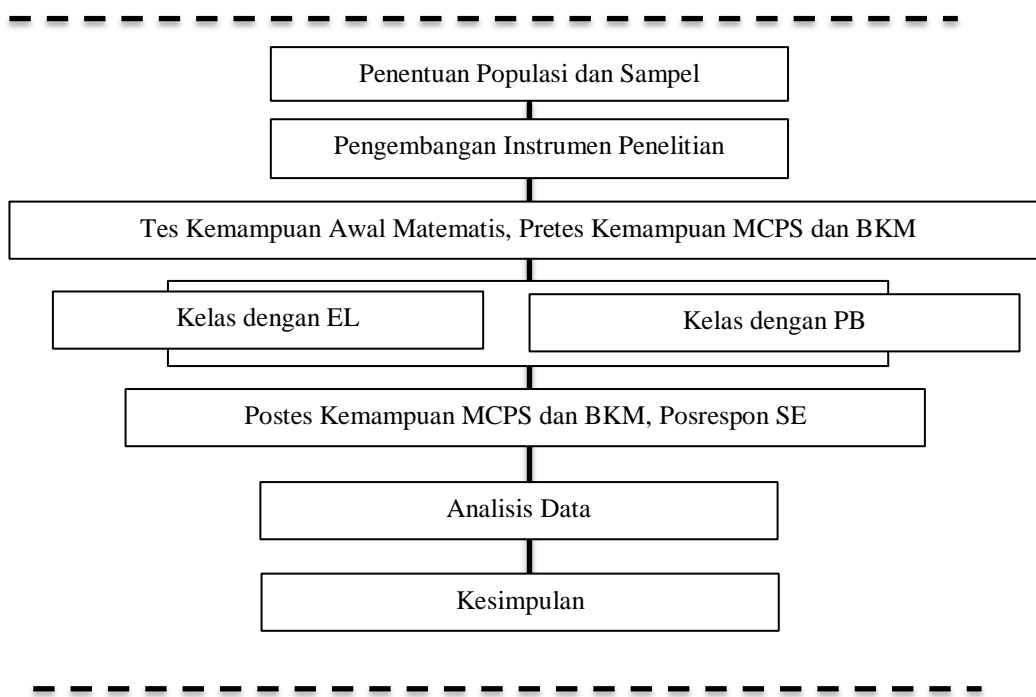 Penentuan Populasi dan Sampel
Pengembangan Instrumen Penelitian
Tes Kemampuan Awal Matematis, Pretes Kemampuan MCPS dan BKM
Kelas dengan EL
Kelas dengan PB
Postes Kemampuan MCPS dan BKM, Posrespon SE
Analisis Data
Kesimpulan